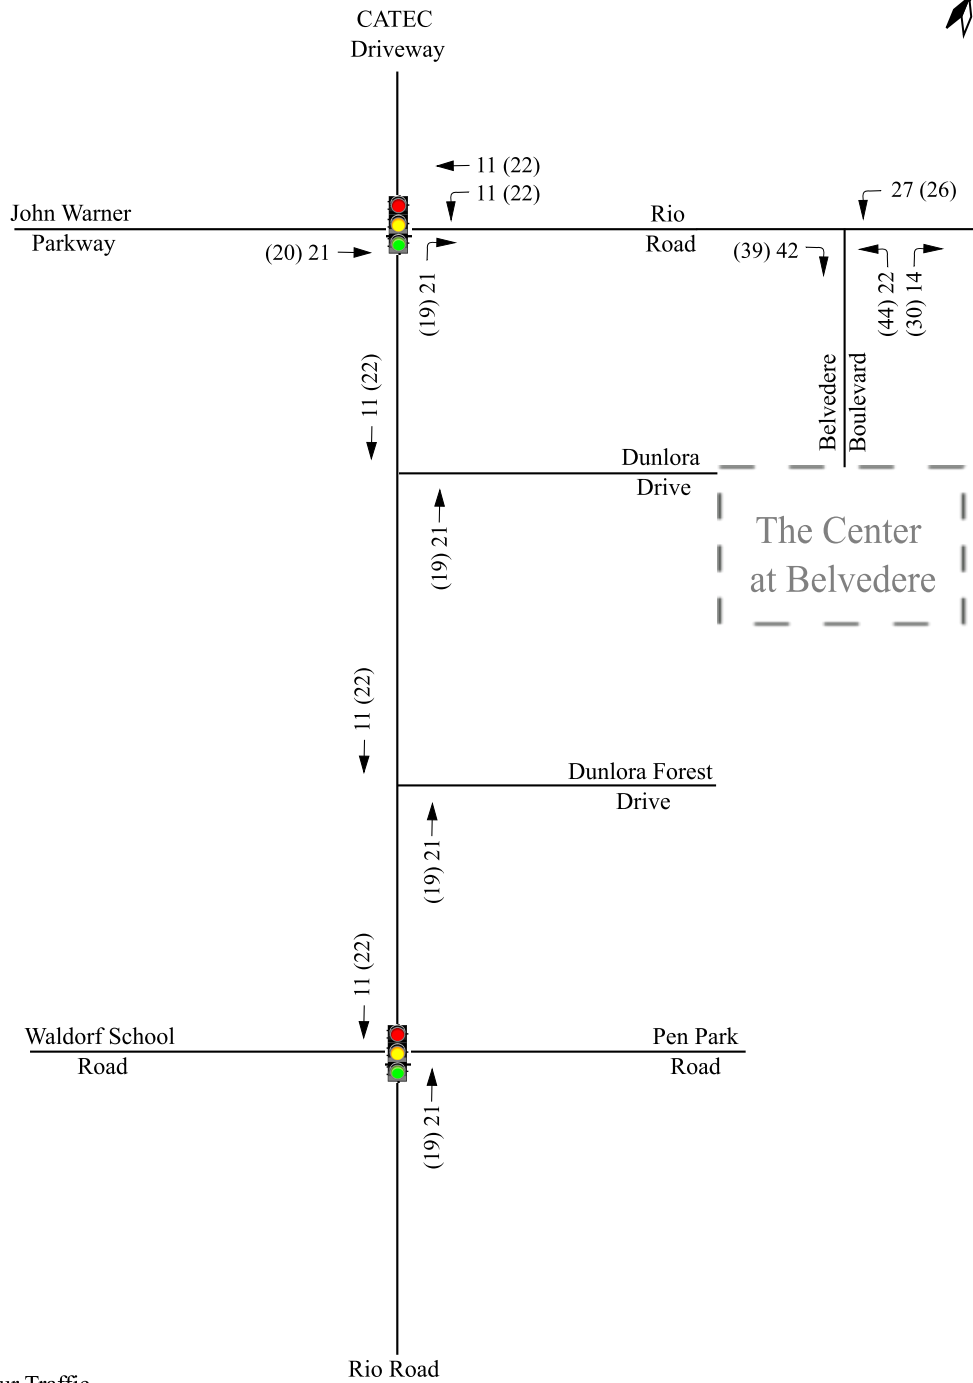 CATEC
Driveway
11 (22)
11 (22)
27 (26)
John Warner
Parkway
Rio
Road
(20) 21
(19) 21
(39) 42
(44) 22
(30) 14
11 (22)
Belvedere
Boulevard
Dunlora
Drive
(19) 21
The Center
at Belvedere
11 (22)
Dunlora Forest
Drive
(19) 21
11 (22)
Waldorf School
Road
Pen Park
Road
(19) 21
Rio Road
Traffic